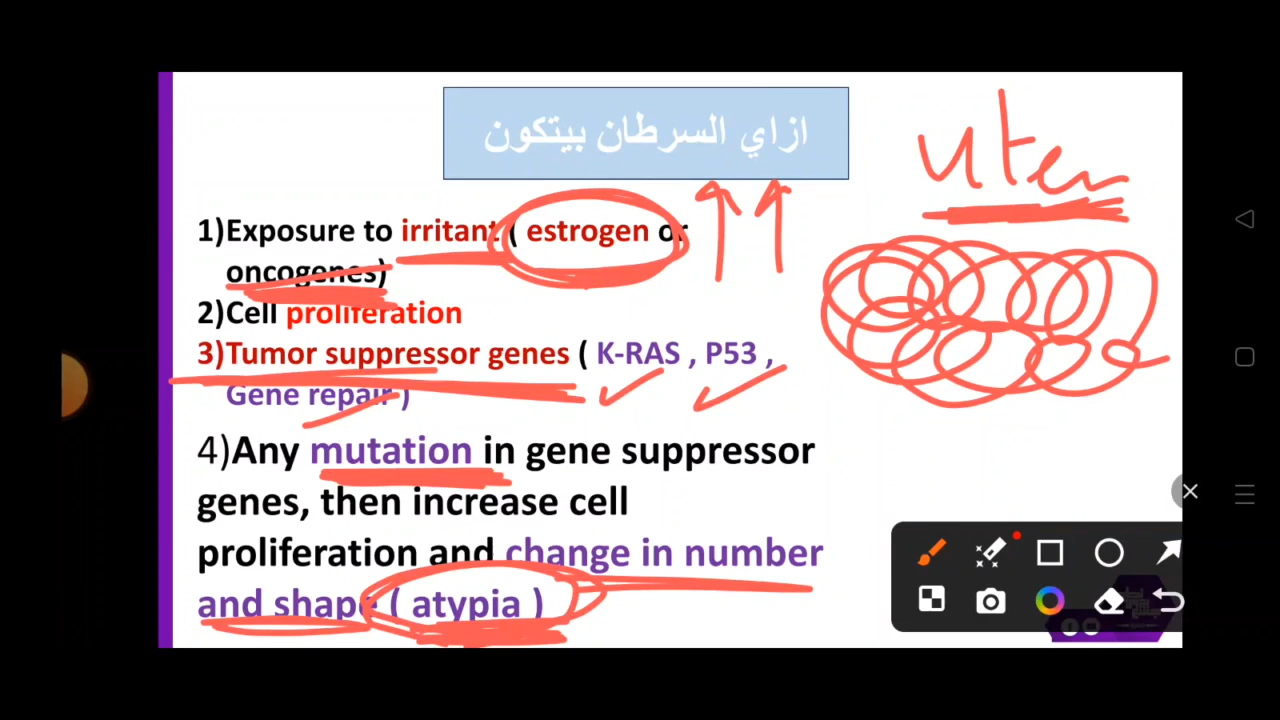 ازاي السرطان بيتكون
uter
1)Exposure to irritant ( estrogen or
oncogenes)
2)Cell proliferation
3)Tumor suppressor genes ( K-RAS , P53 ,
Gene repair )
4)Any mutation in gene suppressor
genes, then increase cell
proliferation and change in number
and shape ( atypia )